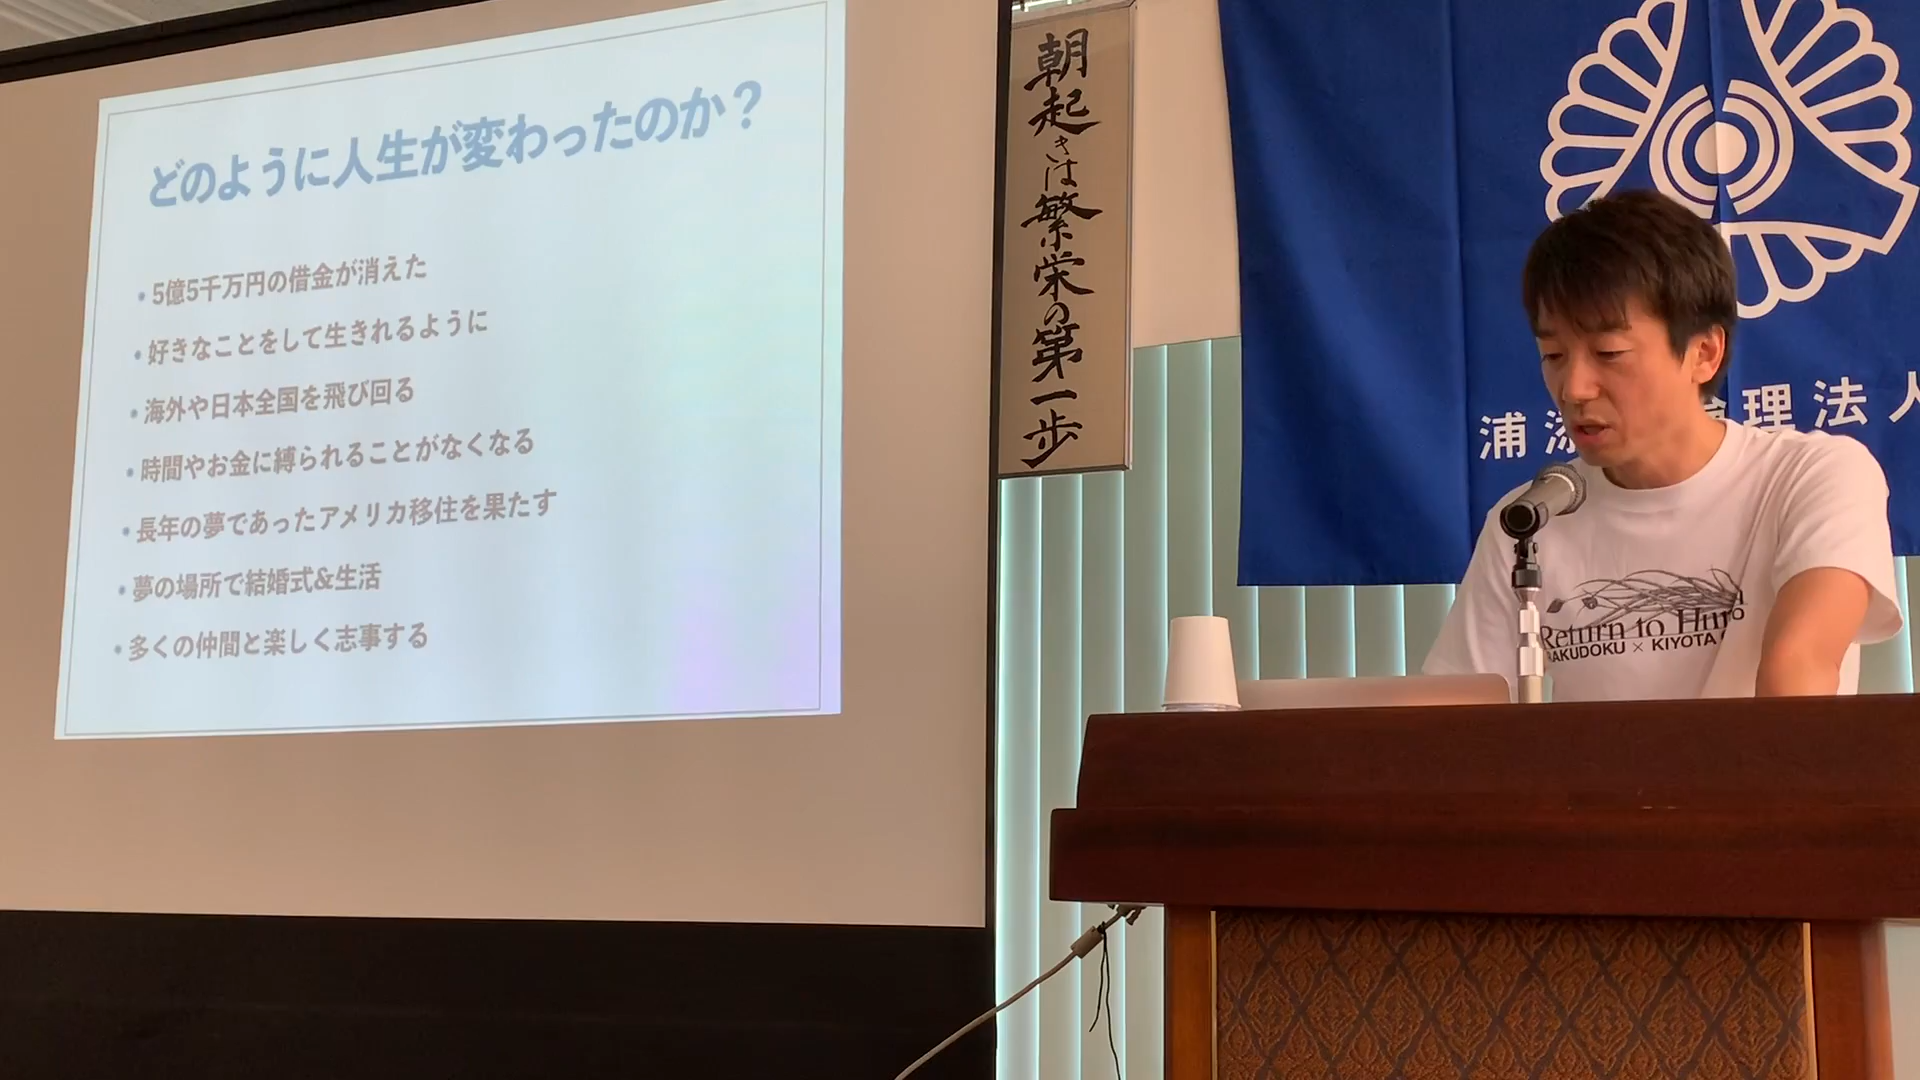 どのように人生が変わったのか？
• 5億5千万円の借金が消えた
• 好きなことをして生きれるように
• 海外や日本全国を飛び回る
• 時間やお金に縛られることがなくなる
• 長年の夢であったアメリカ移住を果たす
• 夢の場所で結婚式&生活
• 多くの仲間と楽しく志事する
朝起きは繁栄の第一歩
浦添 倫理法人
Return to Hu
RAKUDOKU × KIYOTA